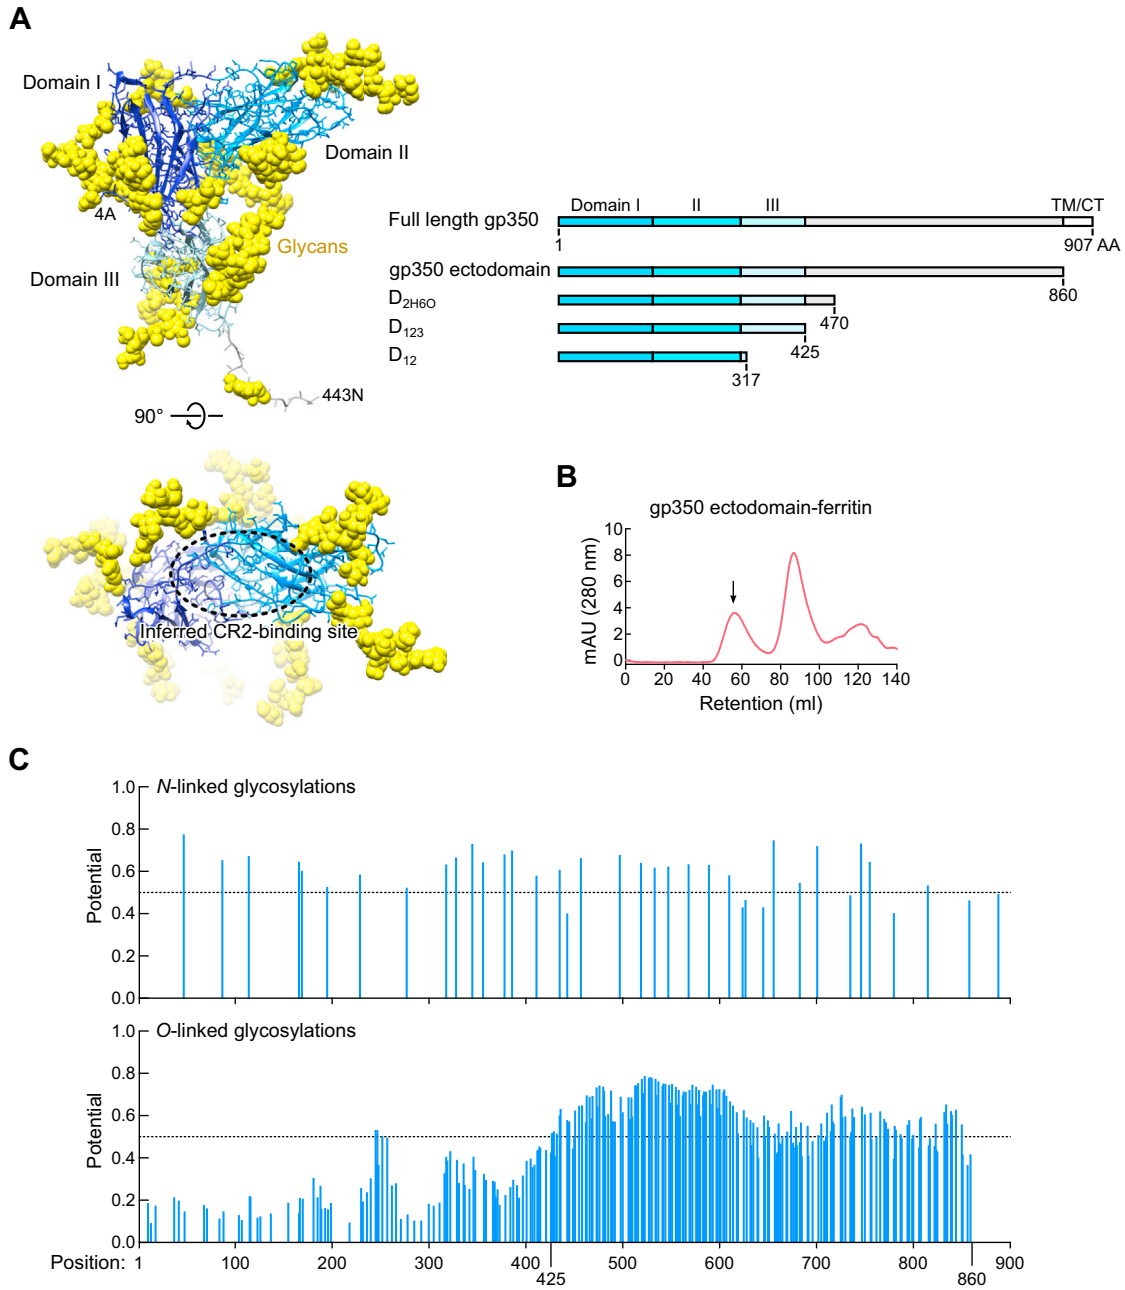 A
Domain I
Domain II
4A
Glycans
Domain III
443N
90°
Inferred CR2-binding site
Domain I II III TM/CT
Full length gp350
1 907 AA
gp350 ectodomain
860
D2H6O
470
D123
425
D12
317
B
gp350 ectodomain-ferritin
mAU (280 nm)
10
8
6
4
2
0
0 20 40 60 80 100 120 140
Retention (ml)
C
N-linked glycosylations
Potential
1.0
0.8
0.6
0.4
0.2
0.0
O-linked glycosylations
Potential
1.0
0.8
0.6
0.4
0.2
0.0
Position: 1 100 200 300 400 500 600 700 800 900
425 860